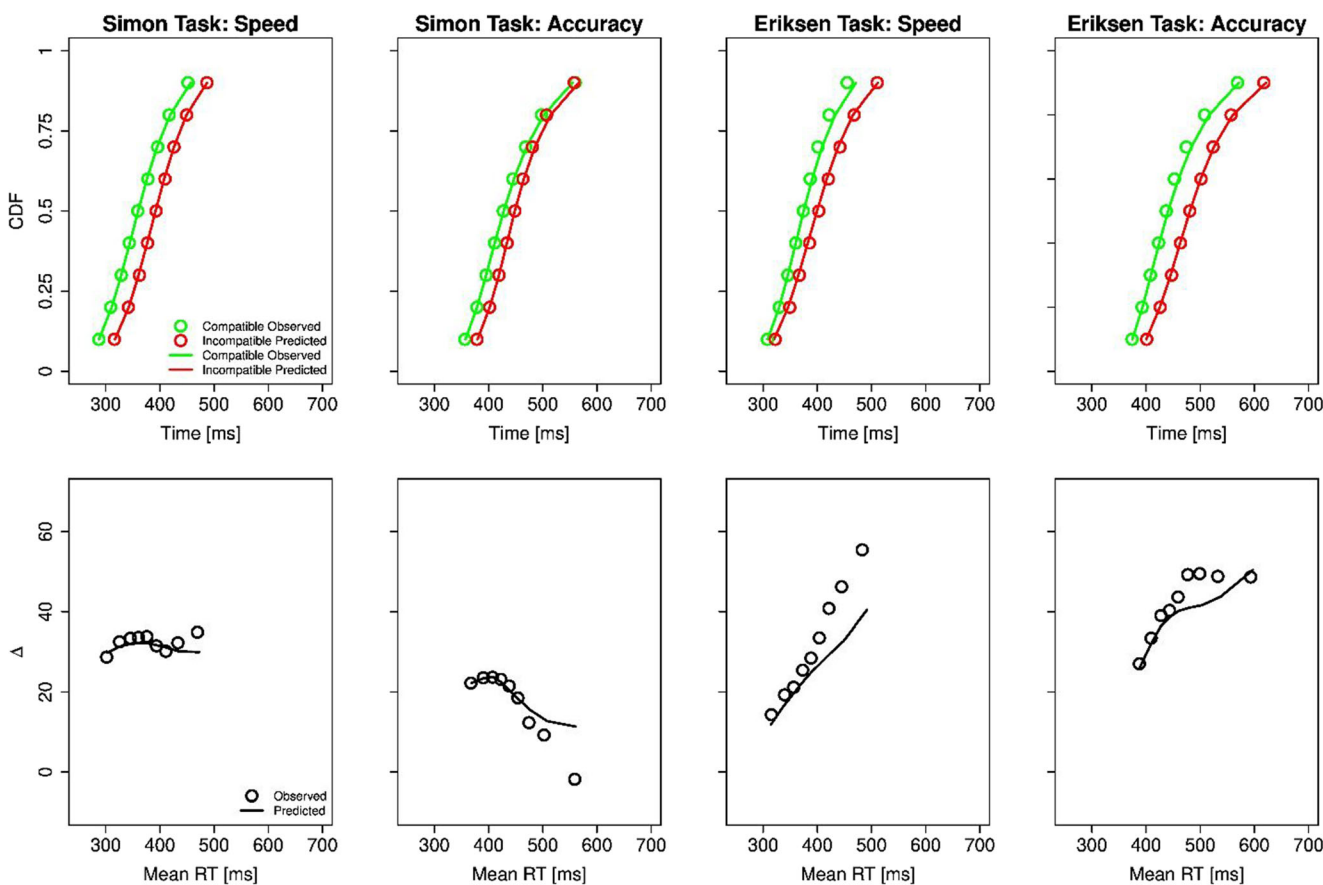 Simon Task: Speed
Simon Task: Accuracy
Eriksen Task: Speed
Eriksen Task: Accuracy
CDF
1
0.75
0.5
0.25
0
Compatible Observed
Incompatible Predicted
Compatible Observed
Incompatible Predicted
300 400 500 600 700
300 400 500 600 700
300 400 500 600 700
300 400 500 600 700
Time [ms]
Time [ms]
Time [ms]
Time [ms]
Δ
60
40
20
0
Observed
Predicted
300 400 500 600 700
300 400 500 600 700
300 400 500 600 700
300 400 500 600 700
Mean RT [ms]
Mean RT [ms]
Mean RT [ms]
Mean RT [ms]